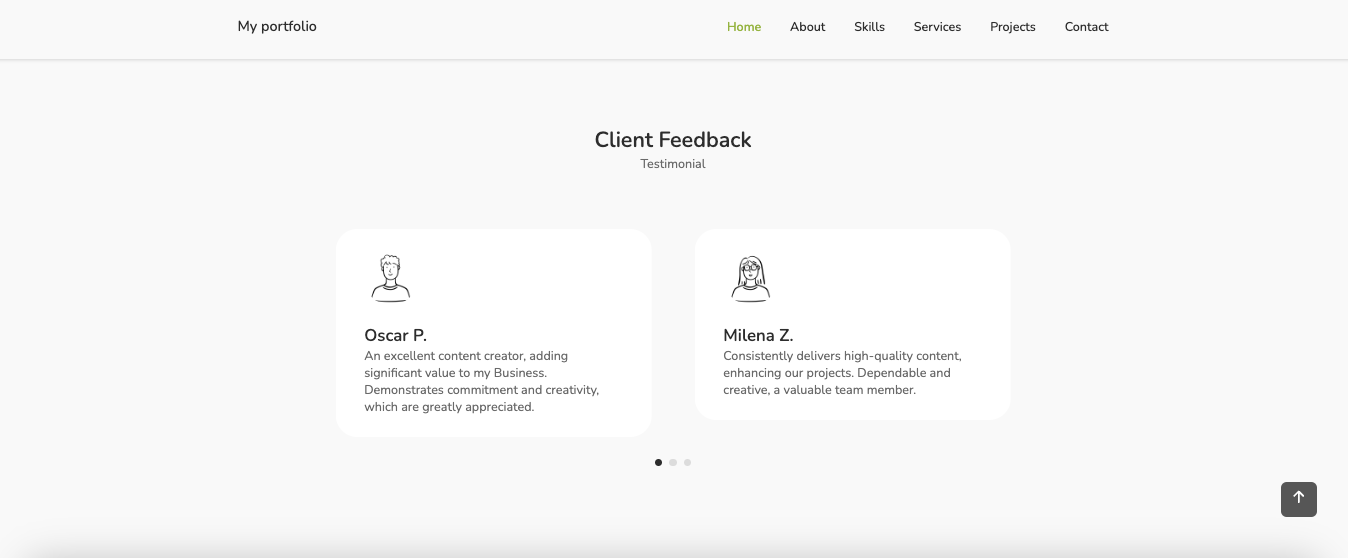 My portfolio
Home About Skills Services Projects Contact
Client Feedback
Testimonial
Oscar P.
An excellent content creator, adding
significant value to my Business.
Demonstrates commitment and creativity,
which are greatly appreciated.
Milena Z.
Consistently delivers high-quality content,
enhancing our projects. Dependable and
creative, a valuable team member.